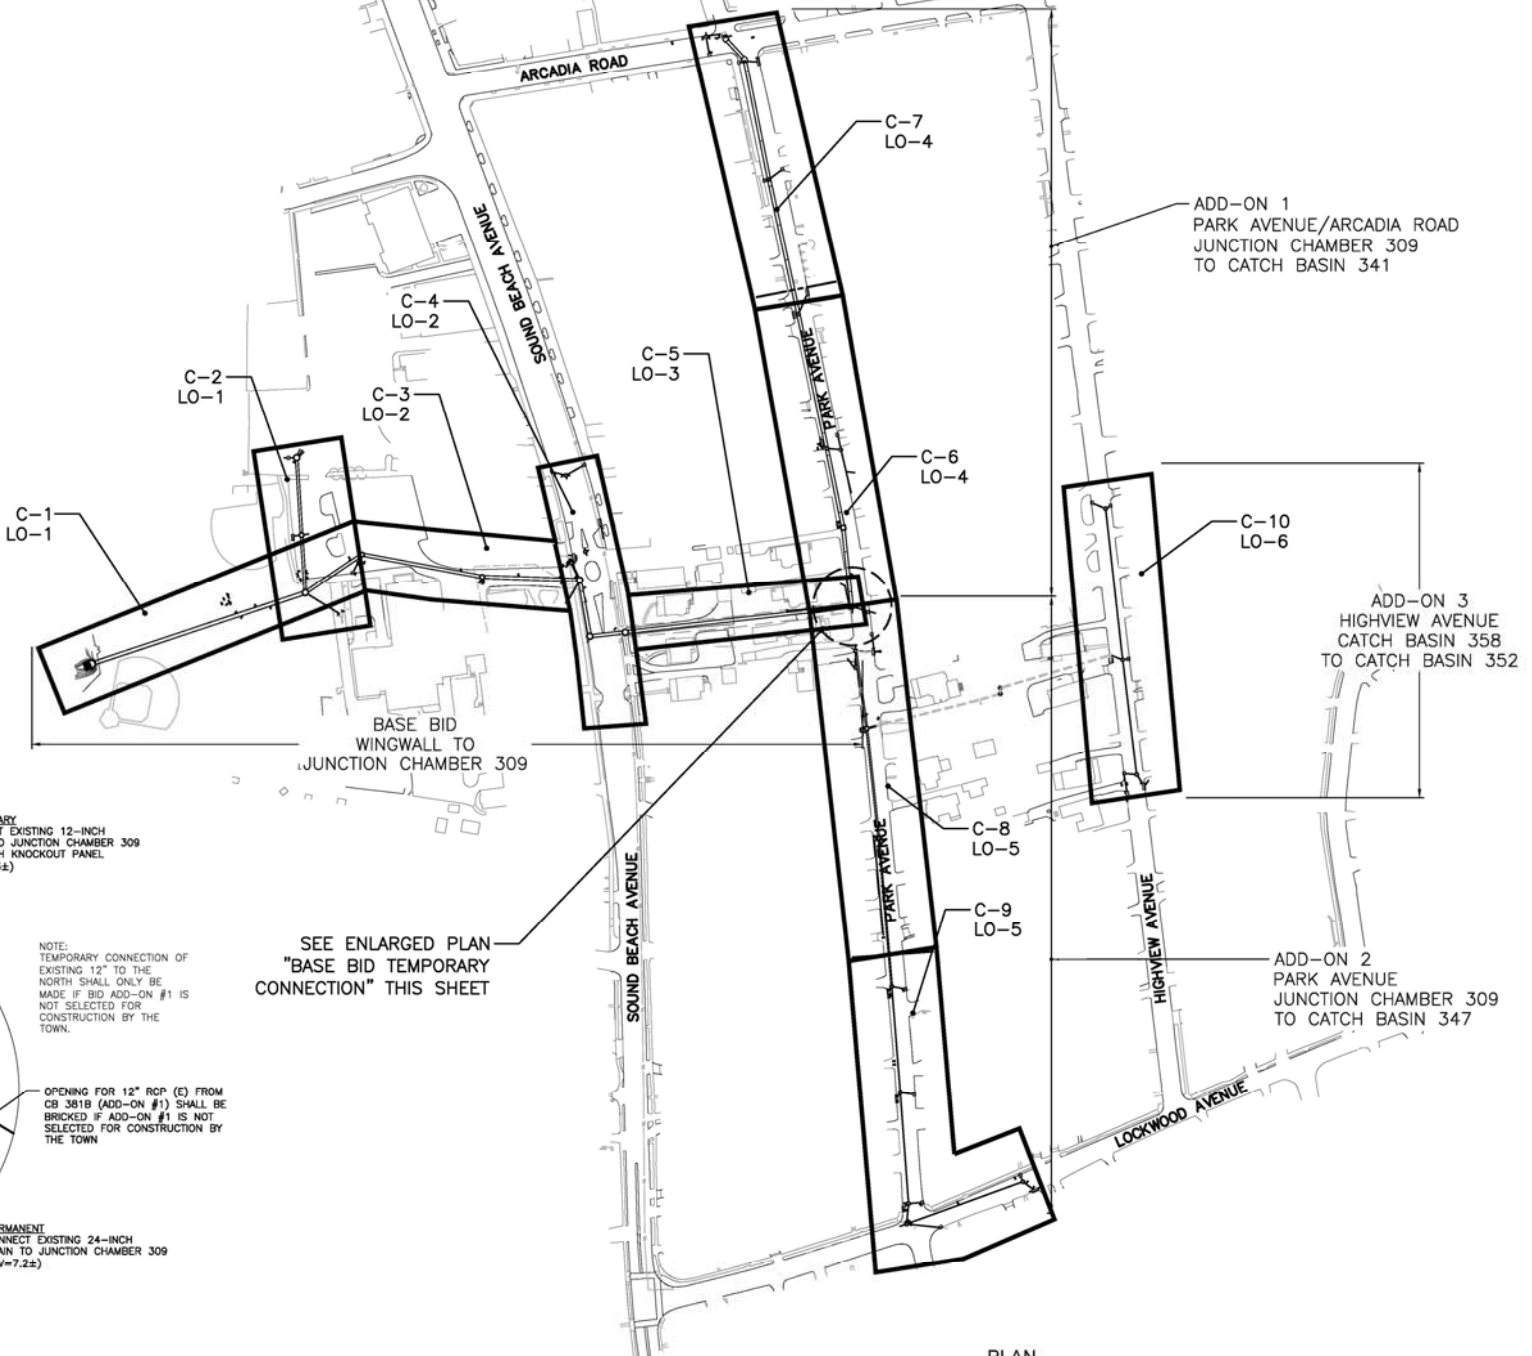 ARCADIA ROAD
C-7
LO-4
ADD-ON 1
PARK AVENUE/ARCADIA ROAD
JUNCTION CHAMBER 309
TO CATCH BASIN 341
SOUND BEACH AVENUE
C-4
LO-2
C-5
LO-3
PARK AVENUE
C-2
LO-1
C-3
LO-2
C-6
LO-4
C-1
LO-1
C-10
LO-6
ADD-ON 3
HIGHVIEW AVENUE
CATCH BASIN 358
TO CATCH BASIN 352
BASE BID
WINGWALL TO
JUNCTION CHAMBER 309
EXISTING 12-INCH
JUNCTION CHAMBER 309
KNOCKOUT PANEL
C-8
LO-5
PARK AVENUE
SOUND BEACH AVENUE
HIGHVIEW AVENUE
C-9
LO-5
SEE ENLARGED PLAN
"BASE BID TEMPORARY
CONNECTION" THIS SHEET
NOTE:
TEMPORARY CONNECTION OF
EXISTING 12" TO THE
NORTH SHALL ONLY BE
MADE IF BID ADD-ON #1 IS
NOT SELECTED FOR
CONSTRUCTION BY THE
TOWN.
ADD-ON 2
PARK AVENUE
JUNCTION CHAMBER 309
TO CATCH BASIN 347
OPENING FOR 12" RCP (E) FROM
CB 381B (ADD-ON #1) SHALL BE
BRICKED IF ADD-ON #1 IS NOT
SELECTED FOR CONSTRUCTION BY
THE TOWN
LOCKWOOD AVENUE
EXISTING 24-INCH
TO JUNCTION CHAMBER 309
PLAN